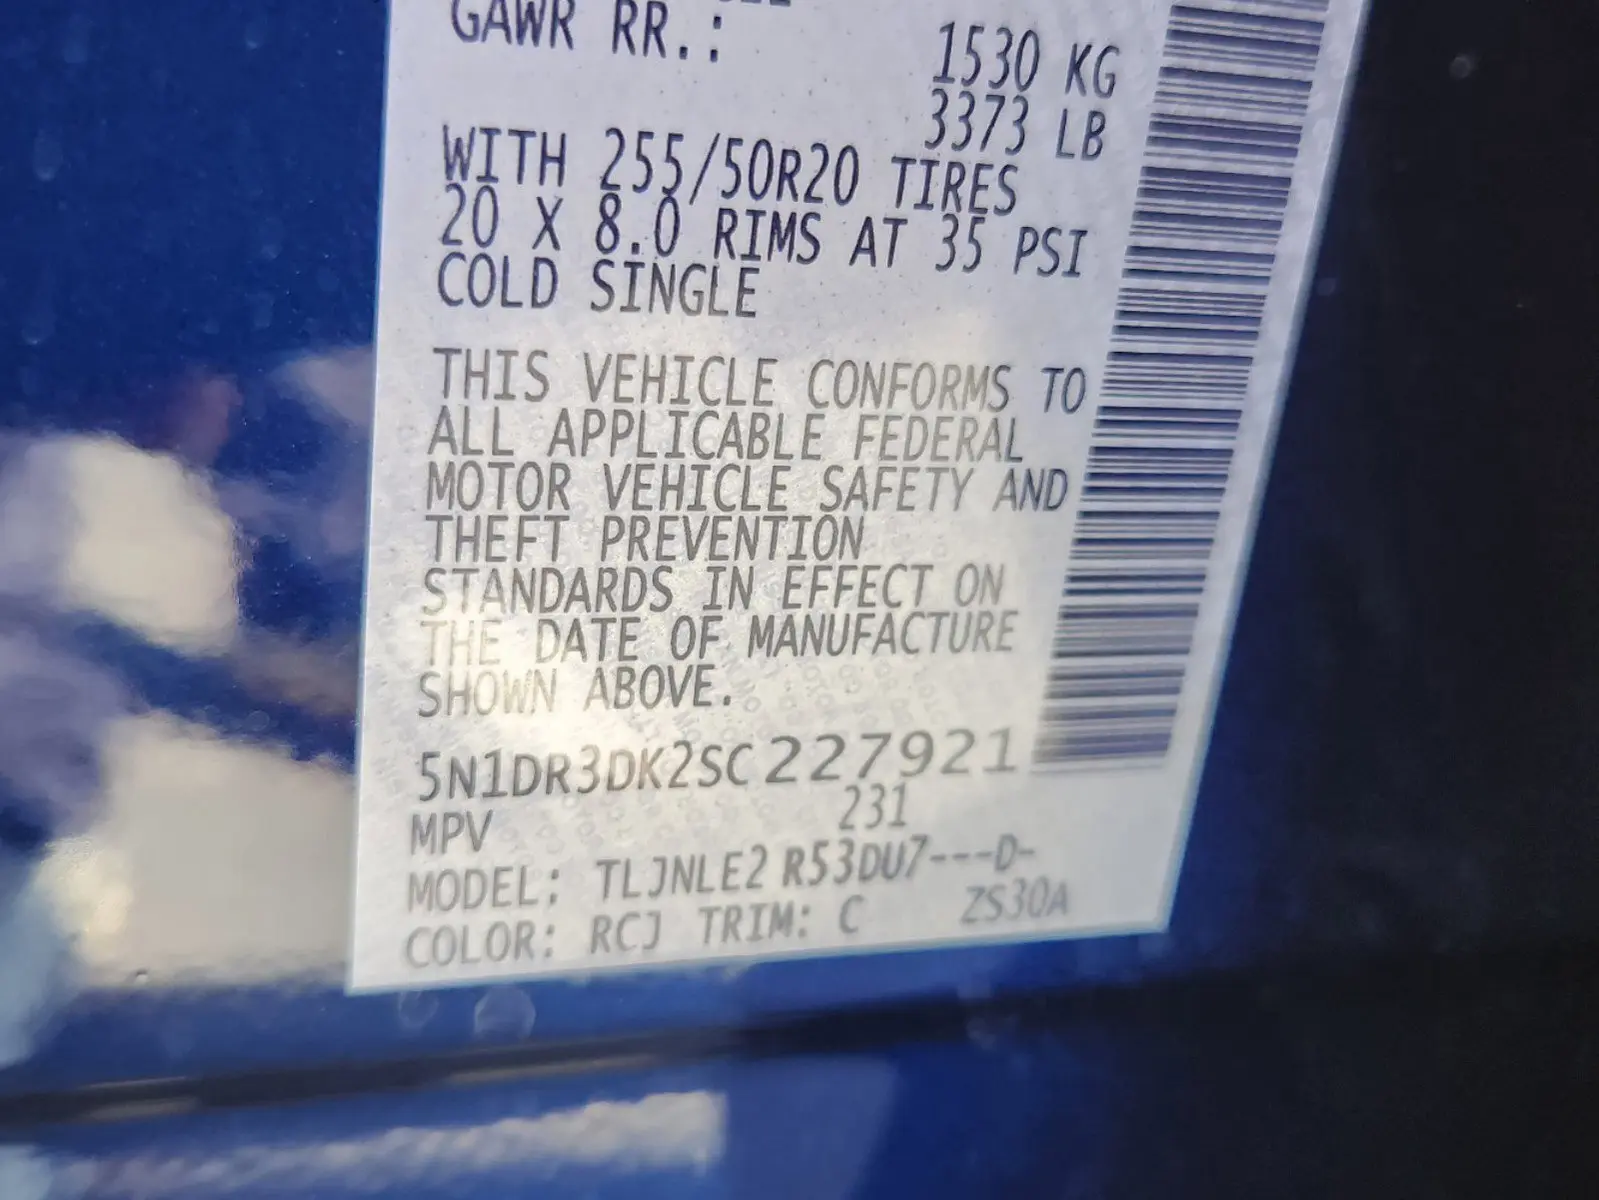 GAWR RR.:
1530 KG
3373 LB
WITH 255/50R20 TIRES
20 X 8.0 RIMS AT 35 PSI
COLD SINGLE
THIS VEHICLE CONFORMS TO
ALL APPLICABLE FEDERAL
MOTOR VEHICLE SAFETY AND
THEFT PREVENTION
STANDARDS IN EFFECT ON
THE DATE OF MANUFACTURE
SHOWN ABOVE.
5N1DR3DK2SC227921
MPV 231
MODEL: TLJNLE2 R53DU7---D-
COLOR: RCJ TRIM: C ZS30A